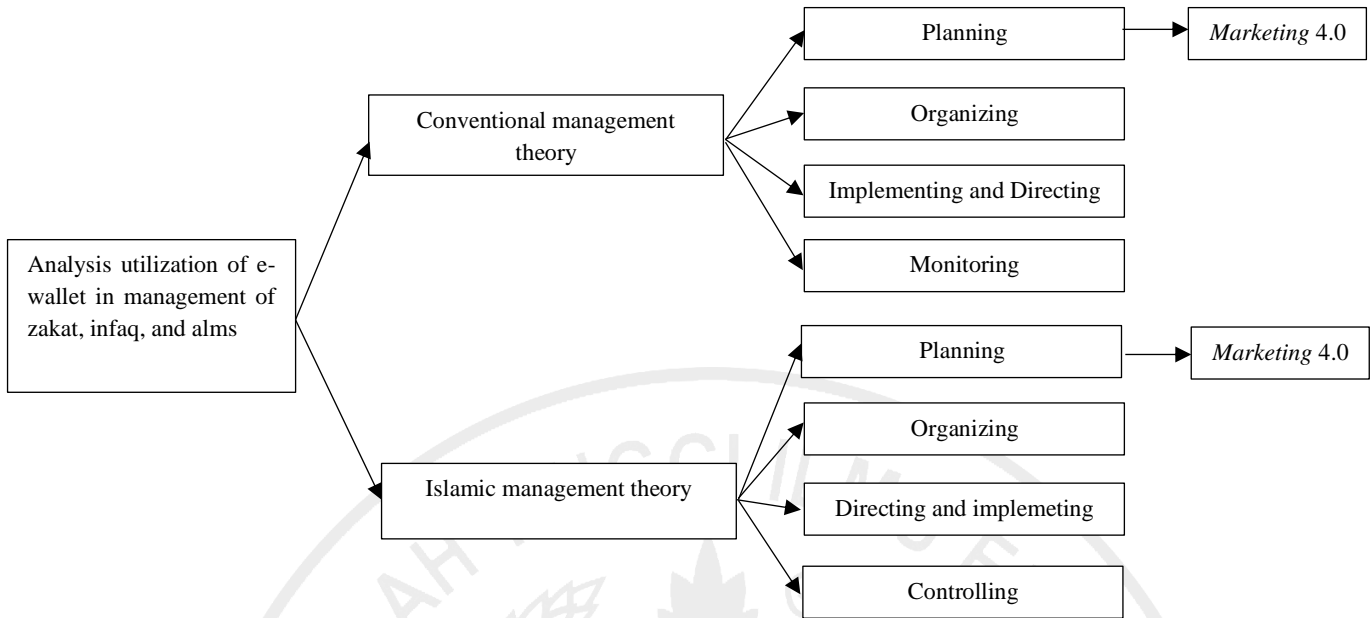 Planning
Marketing 4.0
Conventional management
theory
Organizing
Implementing and Directing
Monitoring
Analysis utilization of e-
wallet in management of
zakat, infaq, and alms
Planning
Marketing 4.0
Organizing
Islamic management theory
Directing and implemeting
Controlling